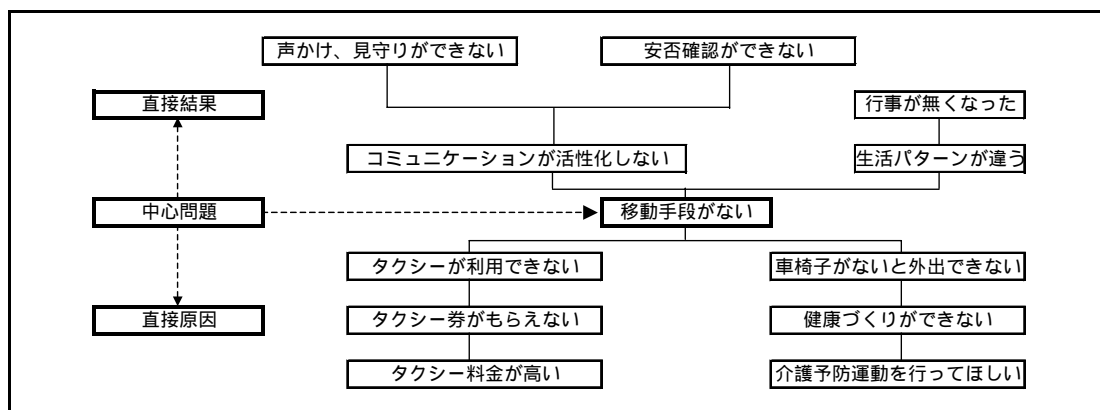 声かけ、見守りができない
安否確認ができない
直接結果
行事が無くなった
コミュニケーションが活性化しない
生活パターンが違う
中心問題
移動手段がない
タクシーが利用できない
車椅子がないと外出できない
直接原因
タクシー券がもらえない
健康づくりができない
タクシー料金が高い
介護予防運動を行ってほしい